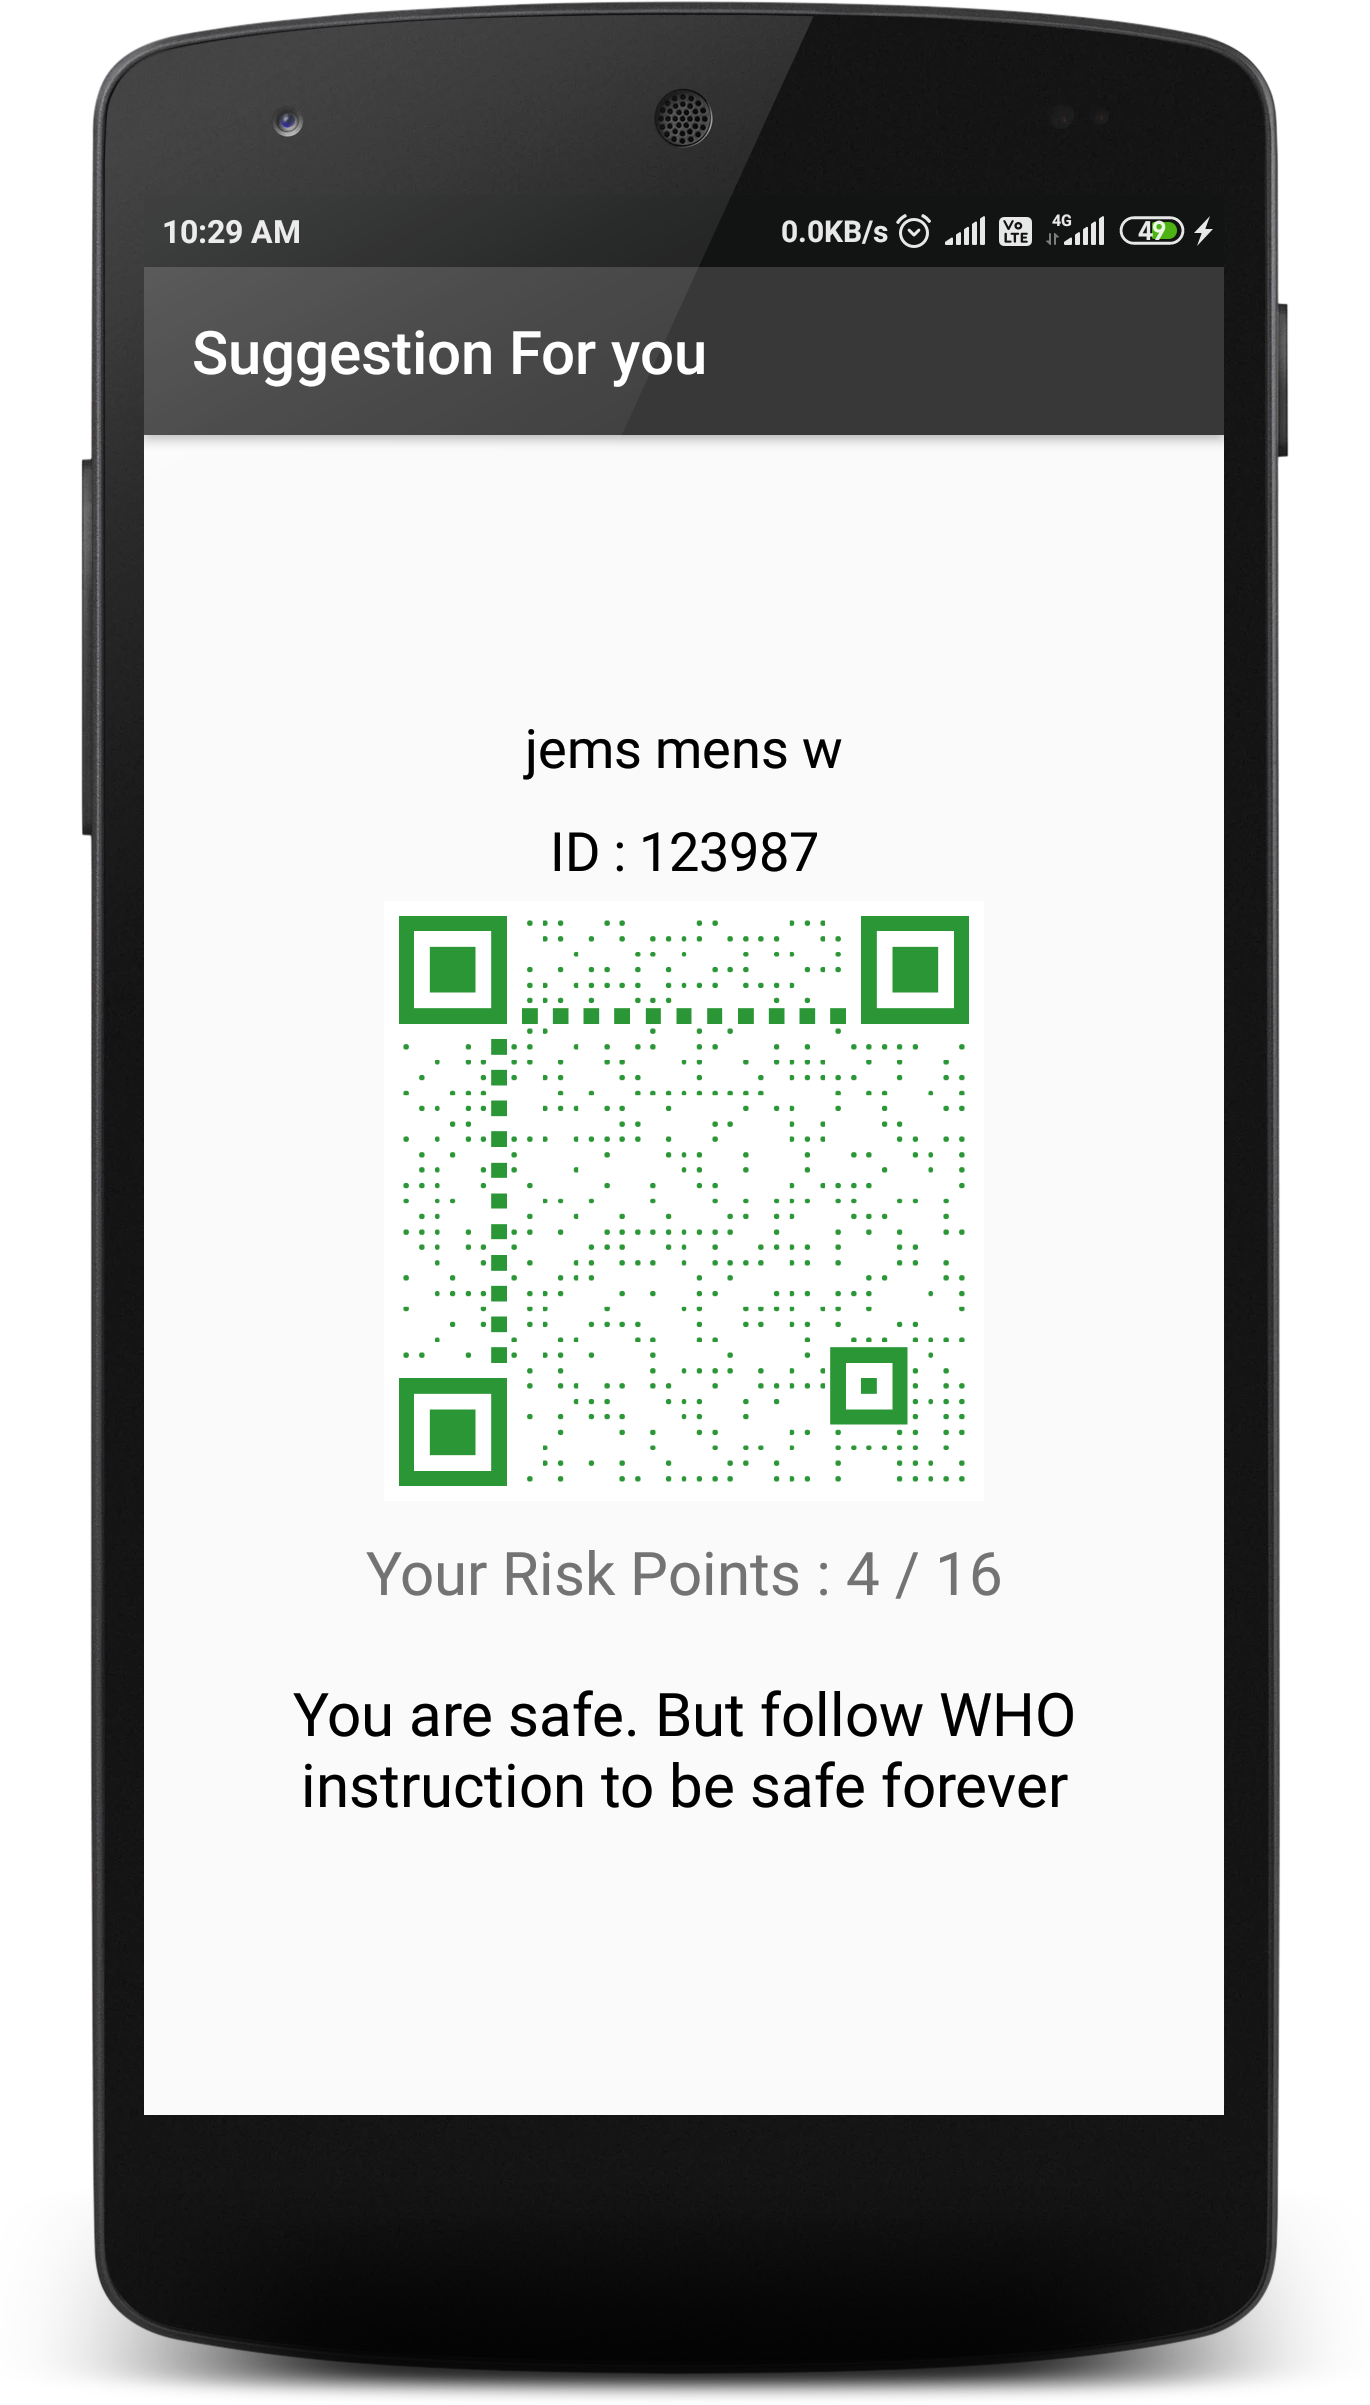 10:29 AM 0.0KB/s Vo LTE 4G 49
Suggestion For you
jems mens w
ID : 123987
Your Risk Points : 4 / 16
You are safe. But follow WHO
instruction to be safe forever